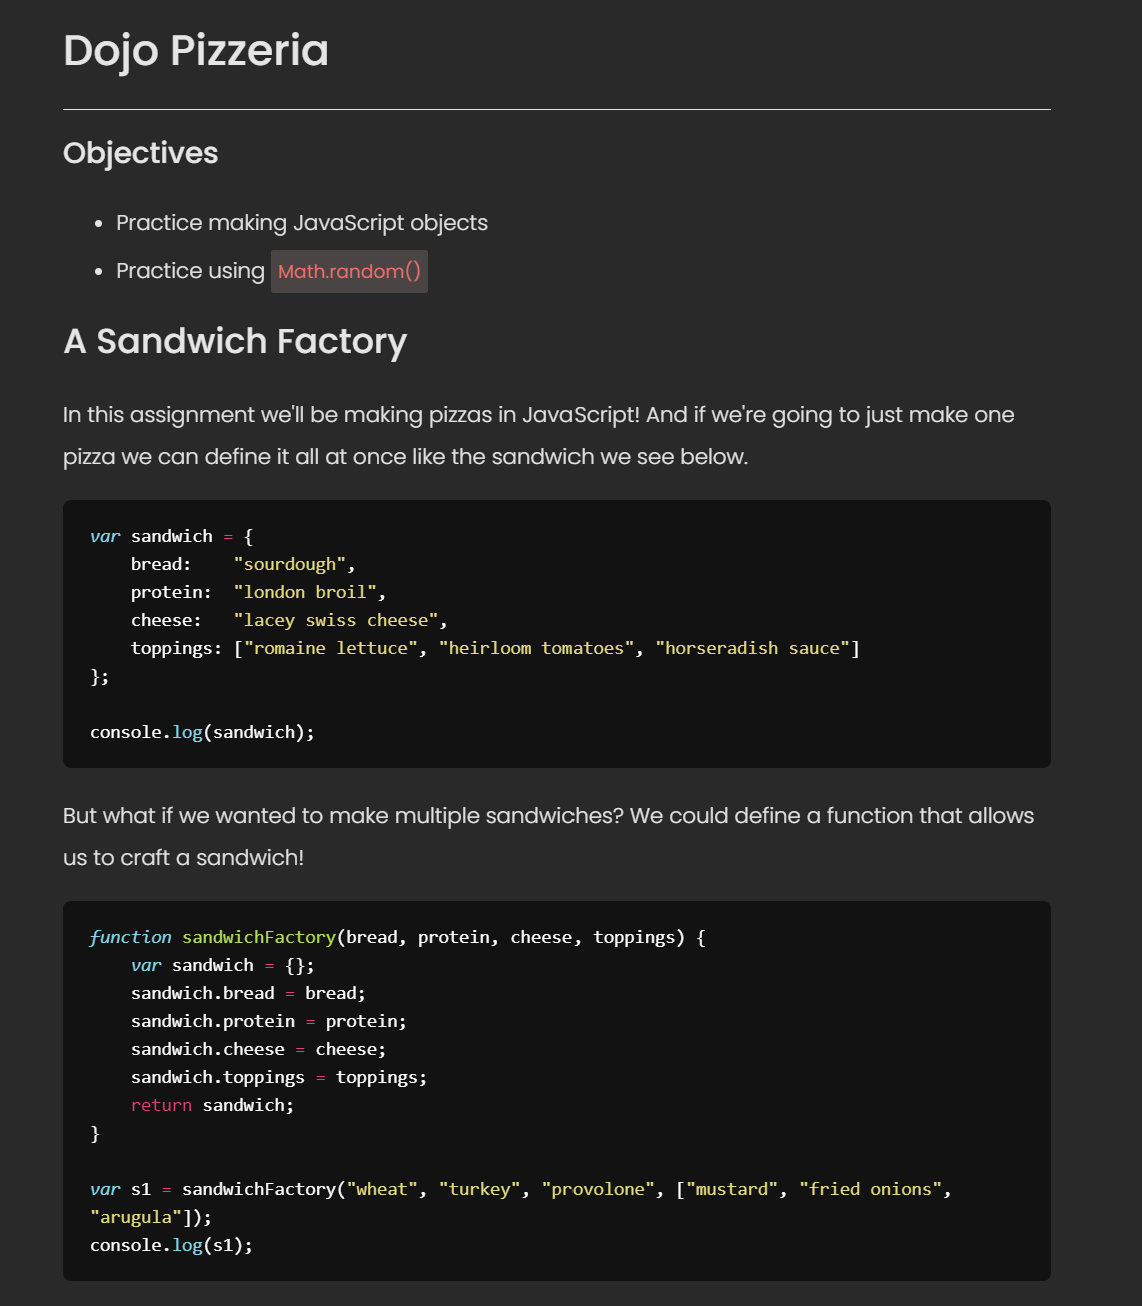 Dojo Pizzeria
Objectives
• Practice making JavaScript objects
• Practice using Math.random()
A Sandwich Factory
In this assignment we'll be making pizzas in JavaScript! And if we're going to just make one
pizza we can define it all at once like the sandwich we see below.
var sandwich = {
    bread:    "sourdough",
    protein:  "london broil",
    cheese:   "lacey swiss cheese",
    toppings: ["romaine lettuce", "heirloom tomatoes", "horseradish sauce"]
};
console.log(sandwich);
But what if we wanted to make multiple sandwiches? We could define a function that allows
us to craft a sandwich!
function sandwichFactory(bread, protein, cheese, toppings) {
    var sandwich = {};
    sandwich.bread = bread;
    sandwich.protein = protein;
    sandwich.cheese = cheese;
    sandwich.toppings = toppings;
    return sandwich;
}
var s1 = sandwichFactory("wheat", "turkey", "provolone", ["mustard", "fried onions",
"arugula"]);
console.log(s1);